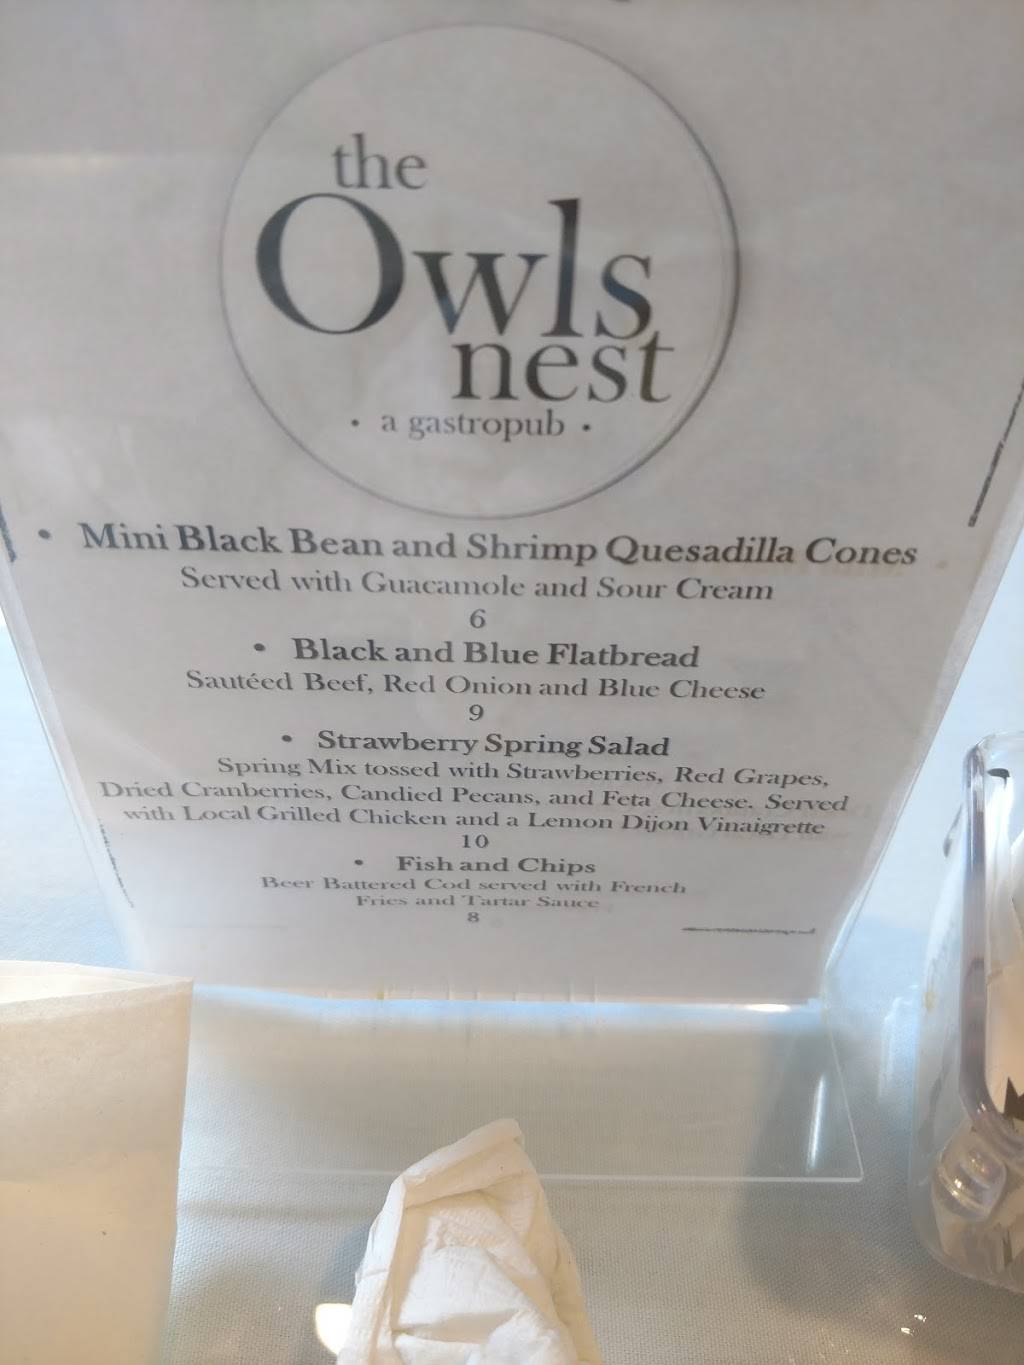 the
Owls
nest
· a gastropub ·
• Mini Black Bean and Shrimp Quesadilla Cones
Served with Guacamole and Sour Cream
6
• Black and Blue Flatbread
Sautéed Beef, Red Onion and Blue Cheese
9
• Strawberry Spring Salad
Spring Mix tossed with Strawberries, Red Grapes,
Dried Cranberries, Candied Pecans, and Feta Cheese. Served
with Local Grilled Chicken and a Lemon Dijon Vinaigrette
10
• Fish and Chips
Beer Battered Cod served with French
Fries and Tartar Sauce
8